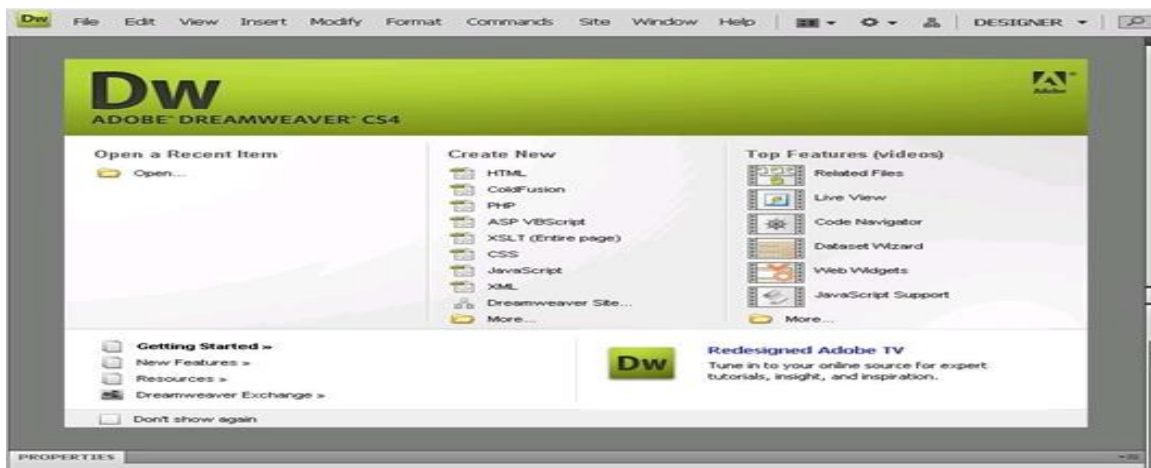 Dw File Edit View Insert Modify Format Commands Site Window Help DESIGNER
Dw
ADOBE® DREAMWEAVER® CS4
Adobe
Open a Recent Item
Open...
Create New
HTML
ColdFusion
PHP
ASP VBScript
XSLT (Entire page)
CSS
JavaScript
XML
Dreamweaver Site...
More...
Top Features (videos)
Related Files
Live View
Code Navigator
Dataset Wizard
Web Widgets
JavaScript Support
More...
Getting Started »
New Features »
Resources »
Dreamweaver Exchange »
Dw
Redesigned Adobe TV
Tune in to your online source for expert
tutorials, insight, and inspiration.
Don't show again
PROPERTIES